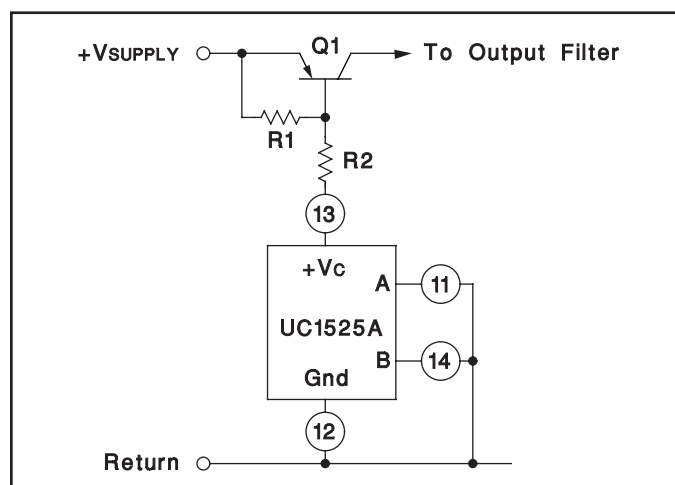 +VSUPPLY
Q1
To Output Filter
R1
R2
13
+VC
A
11
UC1525A
B
14
Gnd
12
Return